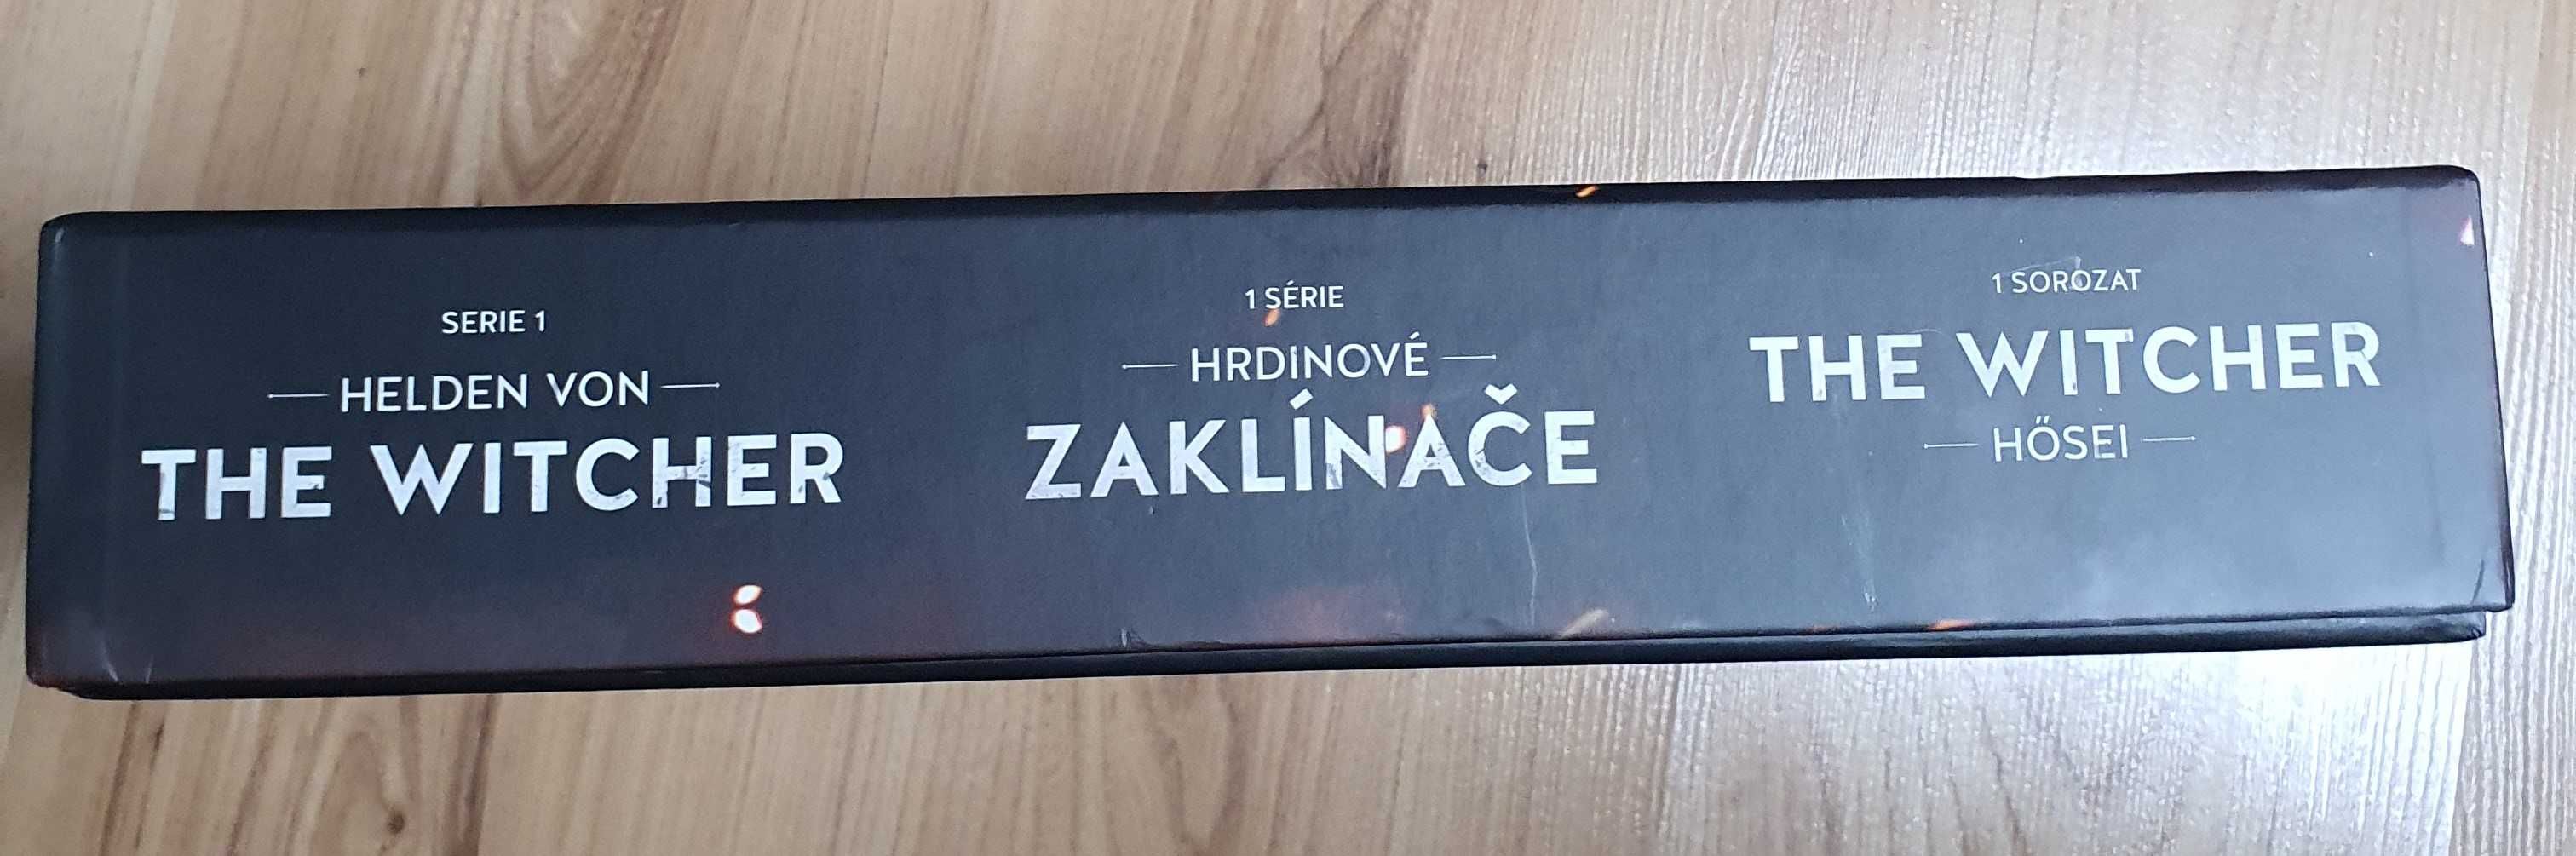 SERIE 1
HELDEN VON
THE WITCHER
1 SÉRIE
HRDINOVÉ
ZAKLÍNAČE
1 SOROZAT
THE WITCHER
HŐSEI